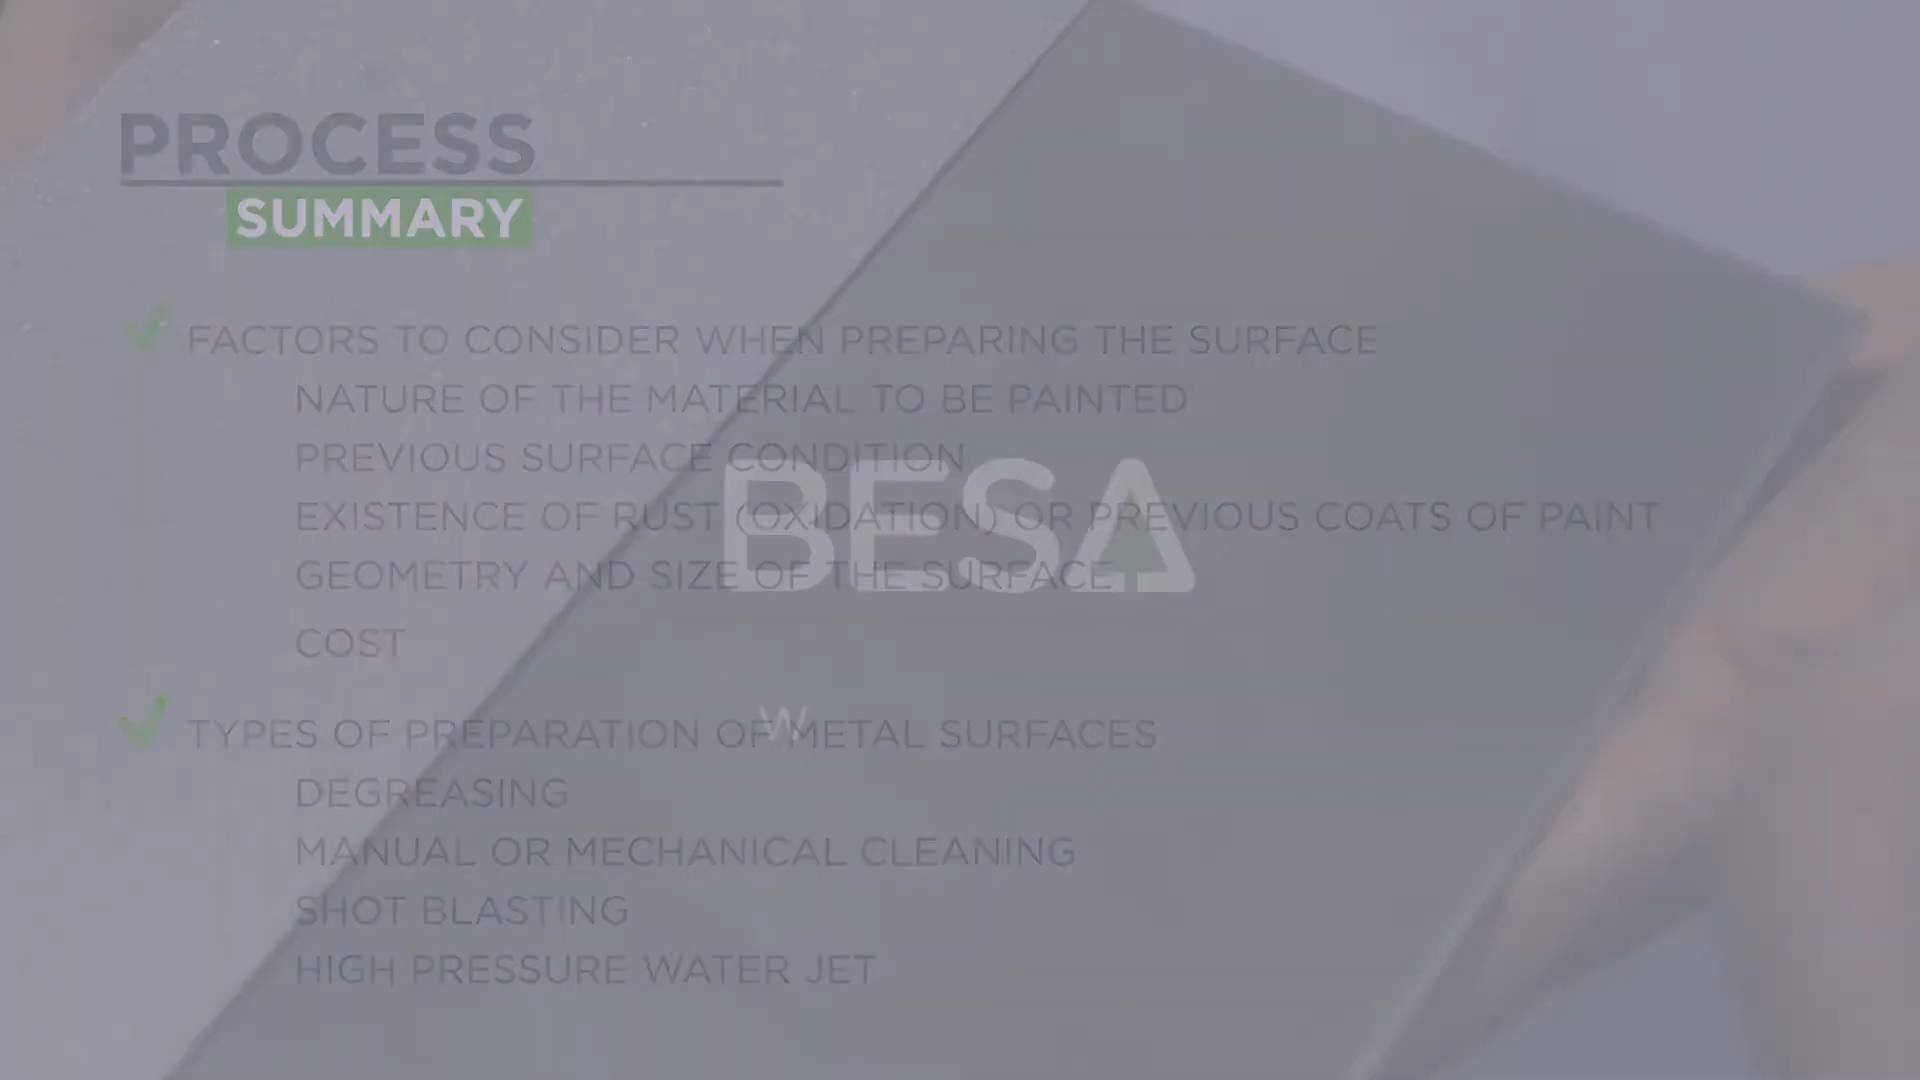 PROCESS
SUMMARY
FACTORS TO CONSIDER WHEN PREPARING THE SURFACE
NATURE OF THE MATERIAL TO BE PAINTED
PREVIOUS SURFACE CONDITION
EXISTENCE OF RUST (OXIDATION) OR PREVIOUS COATS OF PAINT
GEOMETRY AND SIZE OF THE SURFACE
BESA
COST
TYPES OF PREPARATION OF METAL SURFACES
W
DEGREASING
MANUAL OR MECHANICAL CLEANING
SHOT BLASTING
HIGH PRESSURE WATER JET